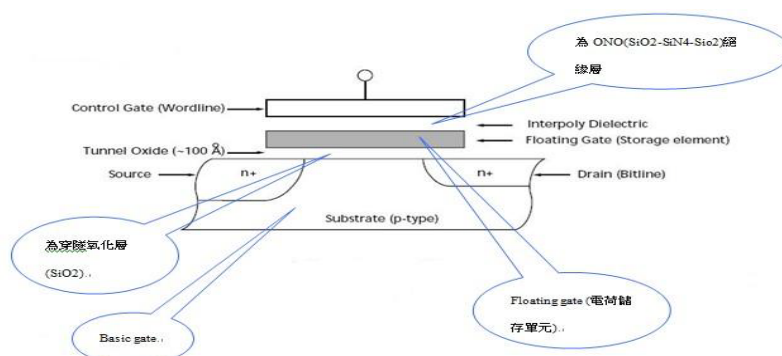 為 ONO(SiO2-SiN4-Sio2)絕
緣層
Control Gate (Wordline)
Interpoly Dielectric
Floating Gate (Storage element)
Tunnel Oxide (~100 Å)
Source
n+
n+
Drain (Bitline)
Substrate (p-type)
為穿隧氧化層
(SiO2).
Floating gate (電荷儲
存單元).
Basic gate.